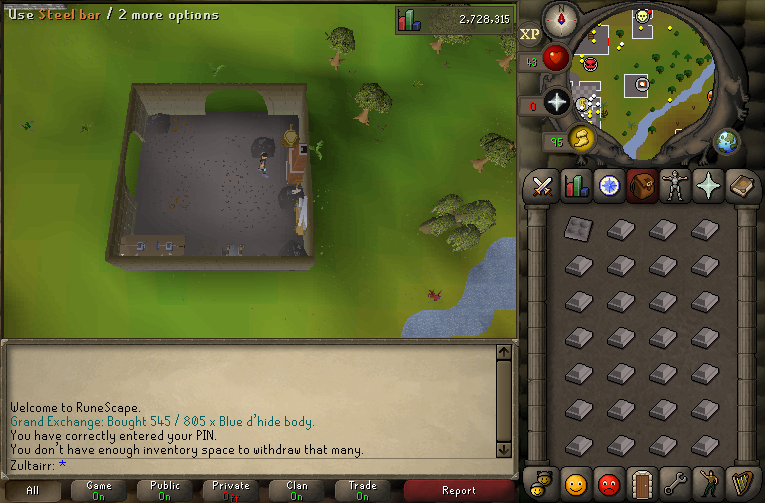 Use Steel bar / 2 more options
2,728,315
XP
43
0
95
Welcome to RuneScape.
Grand Exchange: Bought 545 / 805 x Blue d'hide body.
You have correctly entered your PIN.
You don't have enough inventory space to withdraw that many.
Zultairr: *
All
Game
On
Public
On
Private
Off
Clan
On
Trade
On
Report